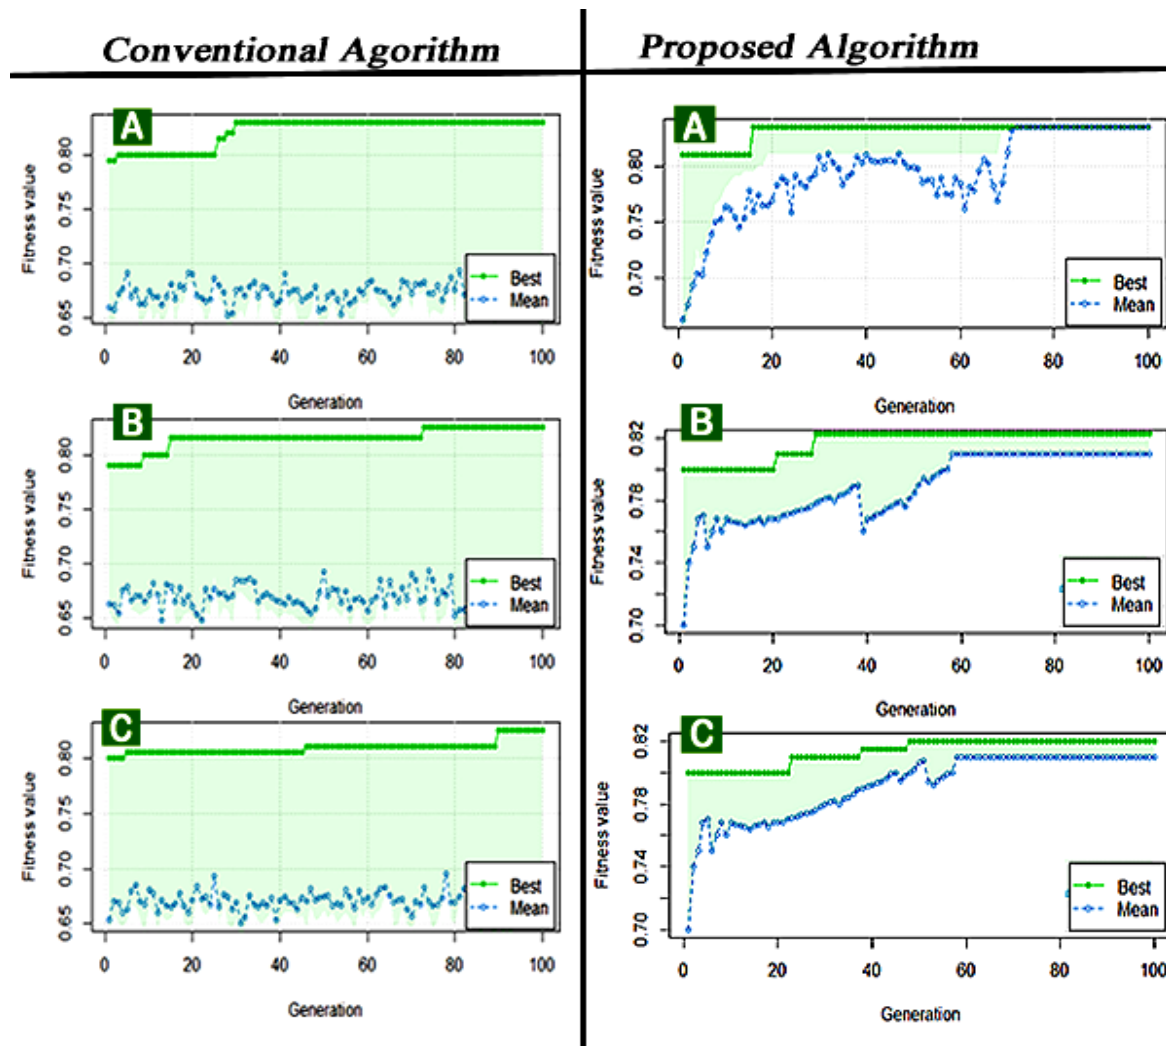 Conventional Agorithm
Proposed Algorithm
A
Fitness value
0.80
0.75
0.70
0.65
Best
Mean
0 20 40 60 80 100
Generation
B
Fitness value
0.80
0.75
0.70
0.65
Best
Mean
0 20 40 60 80 100
Generation
C
Fitness value
0.80
0.75
0.70
0.65
Best
Mean
0 20 40 60 80 100
Generation
A
Fitness value
0.80
0.75
0.70
Best
Mean
0 20 40 60 80 100
Generation
B
Fitness value
0.82
0.78
0.74
0.70
Best
Mean
0 20 40 60 80 100
Generation
C
Fitness value
0.82
0.78
0.74
0.70
Best
Mean
0 20 40 60 80 100
Generation